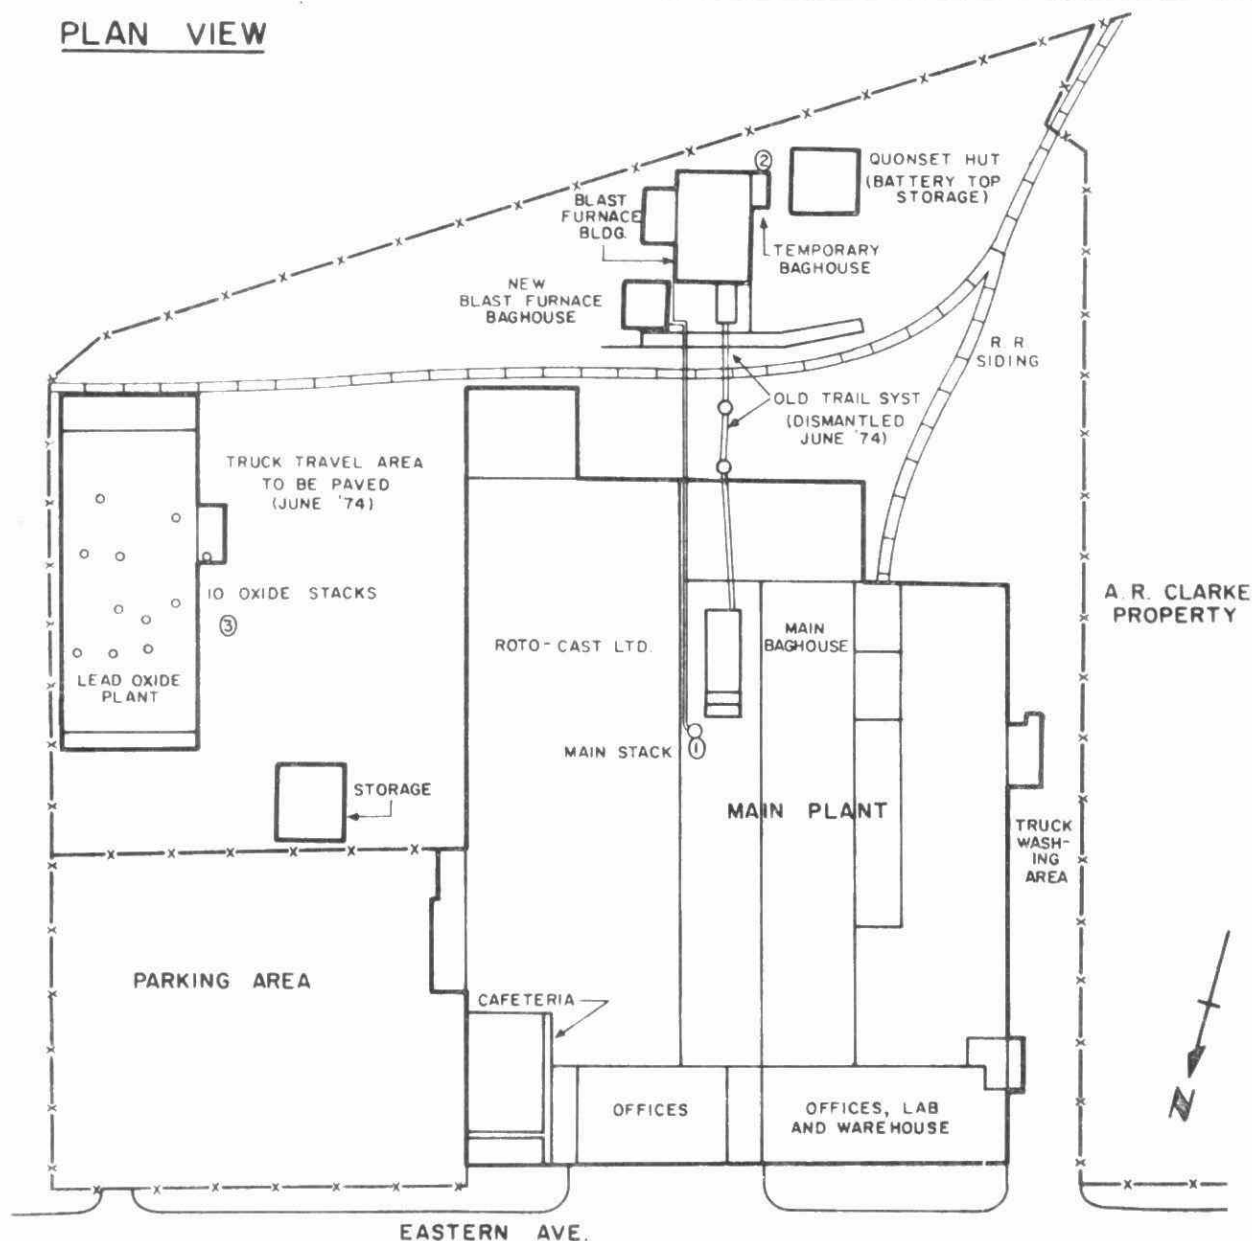 PLAN VIEW
②
QUONSET HUT
(BATTERY TOP
STORAGE)
BLAST
FURNACE
BLDG.
TEMPORARY
BAGHOUSE
NEW
BLAST FURNACE
BAGHOUSE
R.R.
SIDING
OLD TRAIL SYST
(DISMANTLED
JUNE '74)
TRUCK TRAVEL AREA
TO BE PAVED
(JUNE '74)
10 OXIDE STACKS
③
A. R. CLARKE
PROPERTY
ROTO-CAST LTD.
MAIN
BAGHOUSE
LEAD OXIDE
PLANT
MAIN STACK
①
STORAGE
MAIN PLANT
TRUCK
WASH-
ING
AREA
PARKING AREA
CAFETERIA
OFFICES
OFFICES, LAB
AND WAREHOUSE
N
EASTERN AVE.